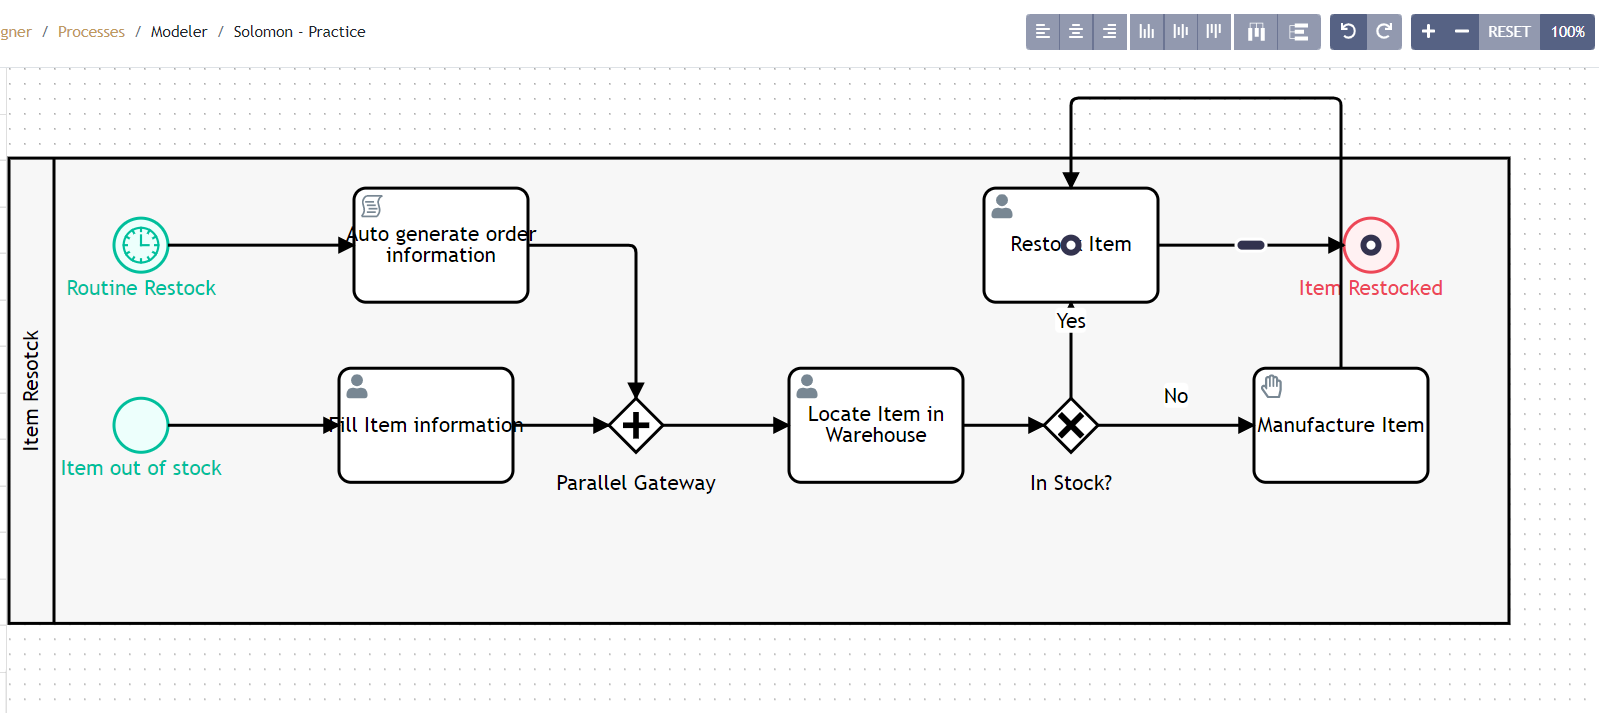 gner / Processes / Modeler / Solomon - Practice
RESET
100%
Item Resotck
Routine Restock
Auto generate order
information
Restock Item
Item Restocked
Yes
No
Item out of stock
Fill Item information
Parallel Gateway
Locate Item in
Warehouse
In Stock?
Manufacture Item